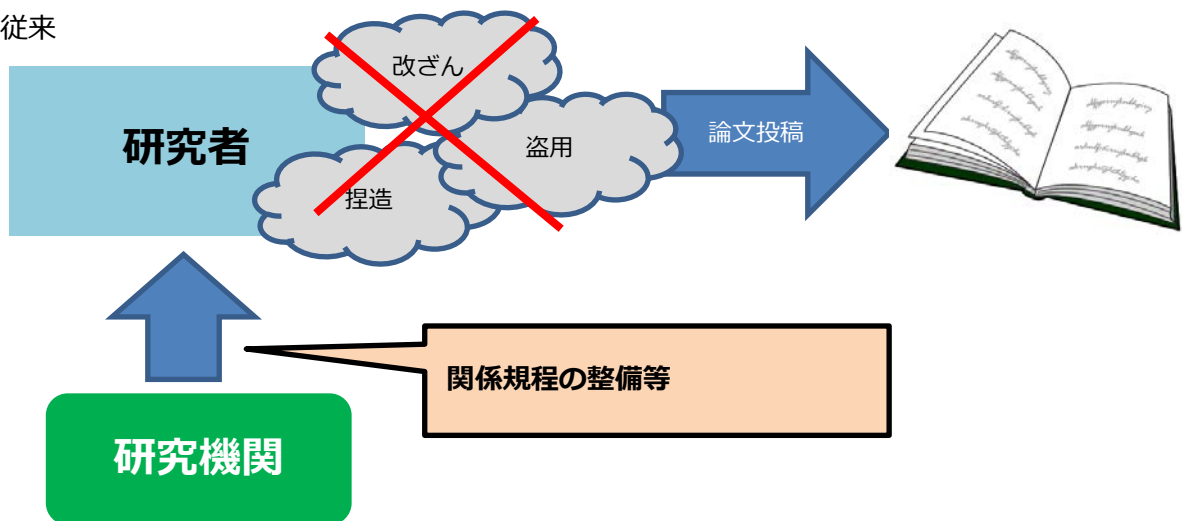 従来
研究者
改ざん
盗用
捏造
論文投稿
関係規程の整備等
研究機関